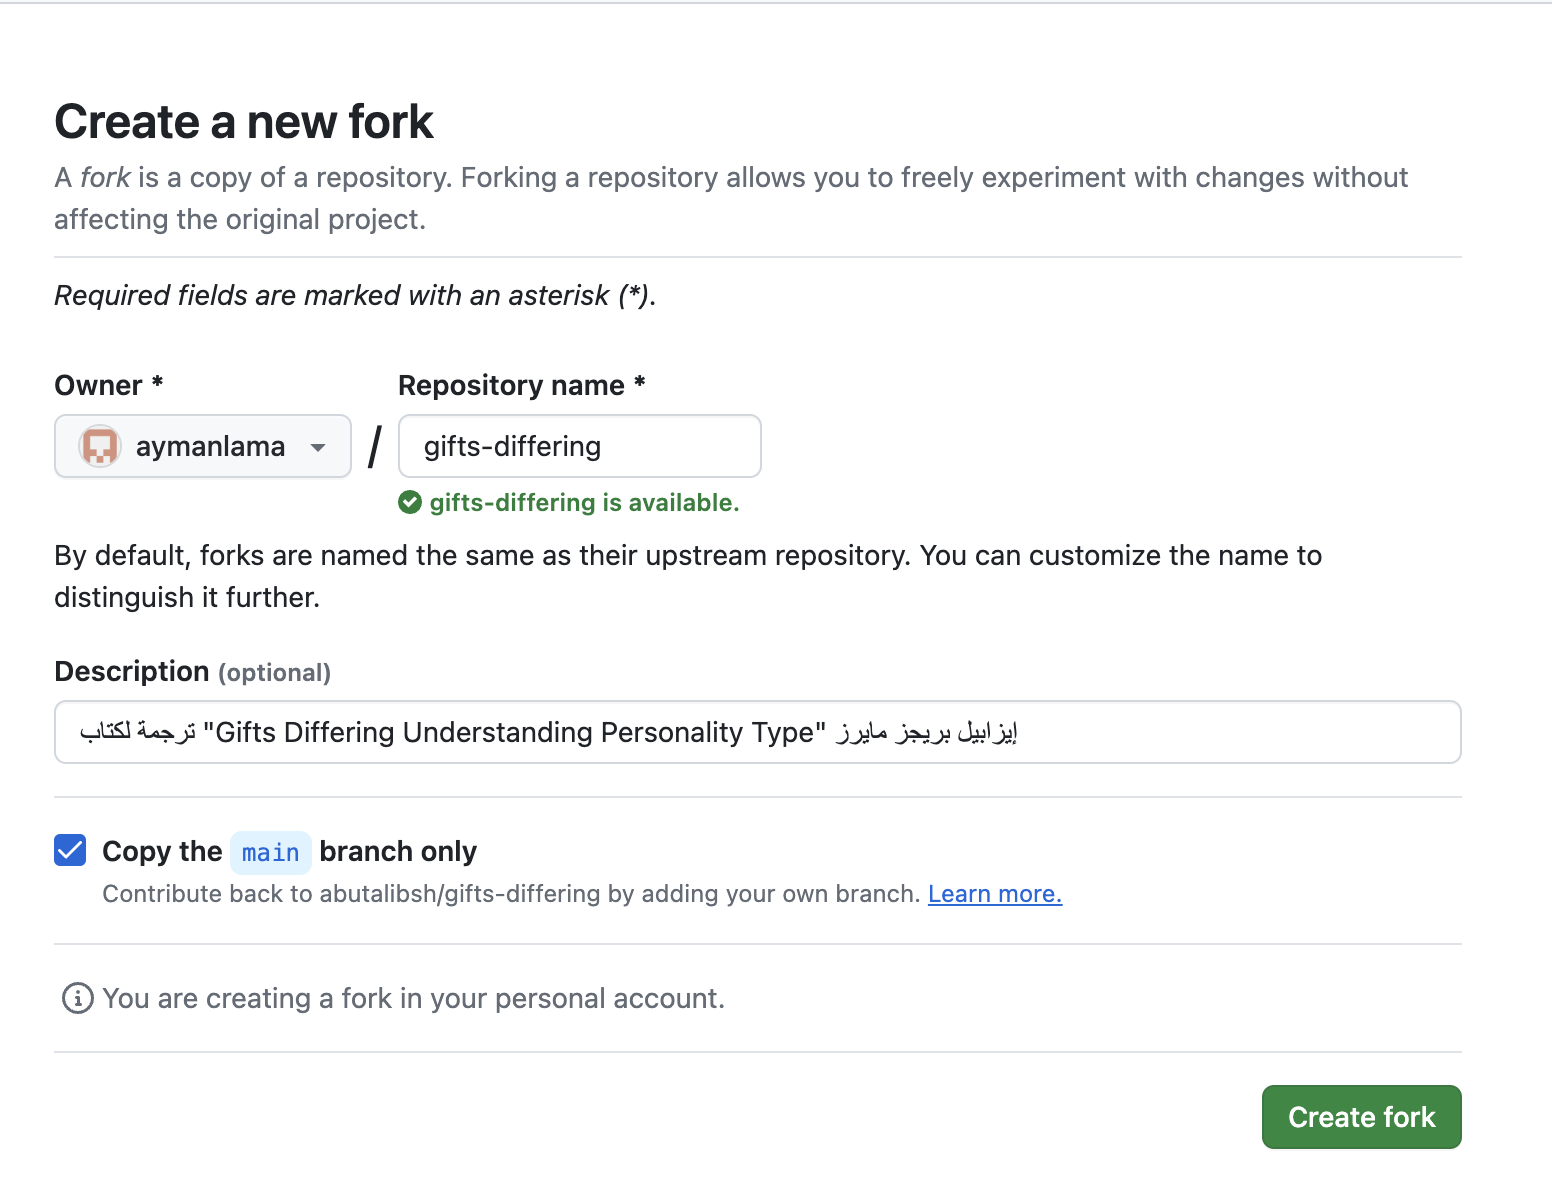 Create a new fork
A fork is a copy of a repository. Forking a repository allows you to freely experiment with changes without
affecting the original project.
Required fields are marked with an asterisk (*).
Owner *
Repository name *
aymanlama
/
gifts-differing
gifts-differing is available.
By default, forks are named the same as their upstream repository. You can customize the name to
distinguish it further.
Description (optional)
ترجمة لكتاب "Gifts Differing Understanding Personality Type" إيزابيل بريجز مايرز
Copy the main branch only
Contribute back to abutalibsh/gifts-differing by adding your own branch. Learn more.
You are creating a fork in your personal account.
Create fork